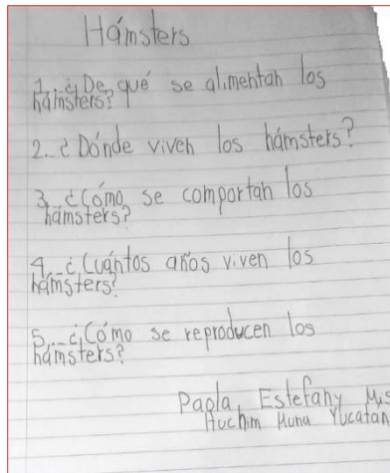 Hámsters
1.-¿De qué se alimentan los
hámsters?
2.-¿Dónde viven los hámsters?
3.-¿Cómo se comportan los
hámsters?
4.-¿Cuántos años viven los
hámsters?
5.-¿Cómo se reproducen los
hámsters?
Paola Estefany
Huchim Muna Yucatan